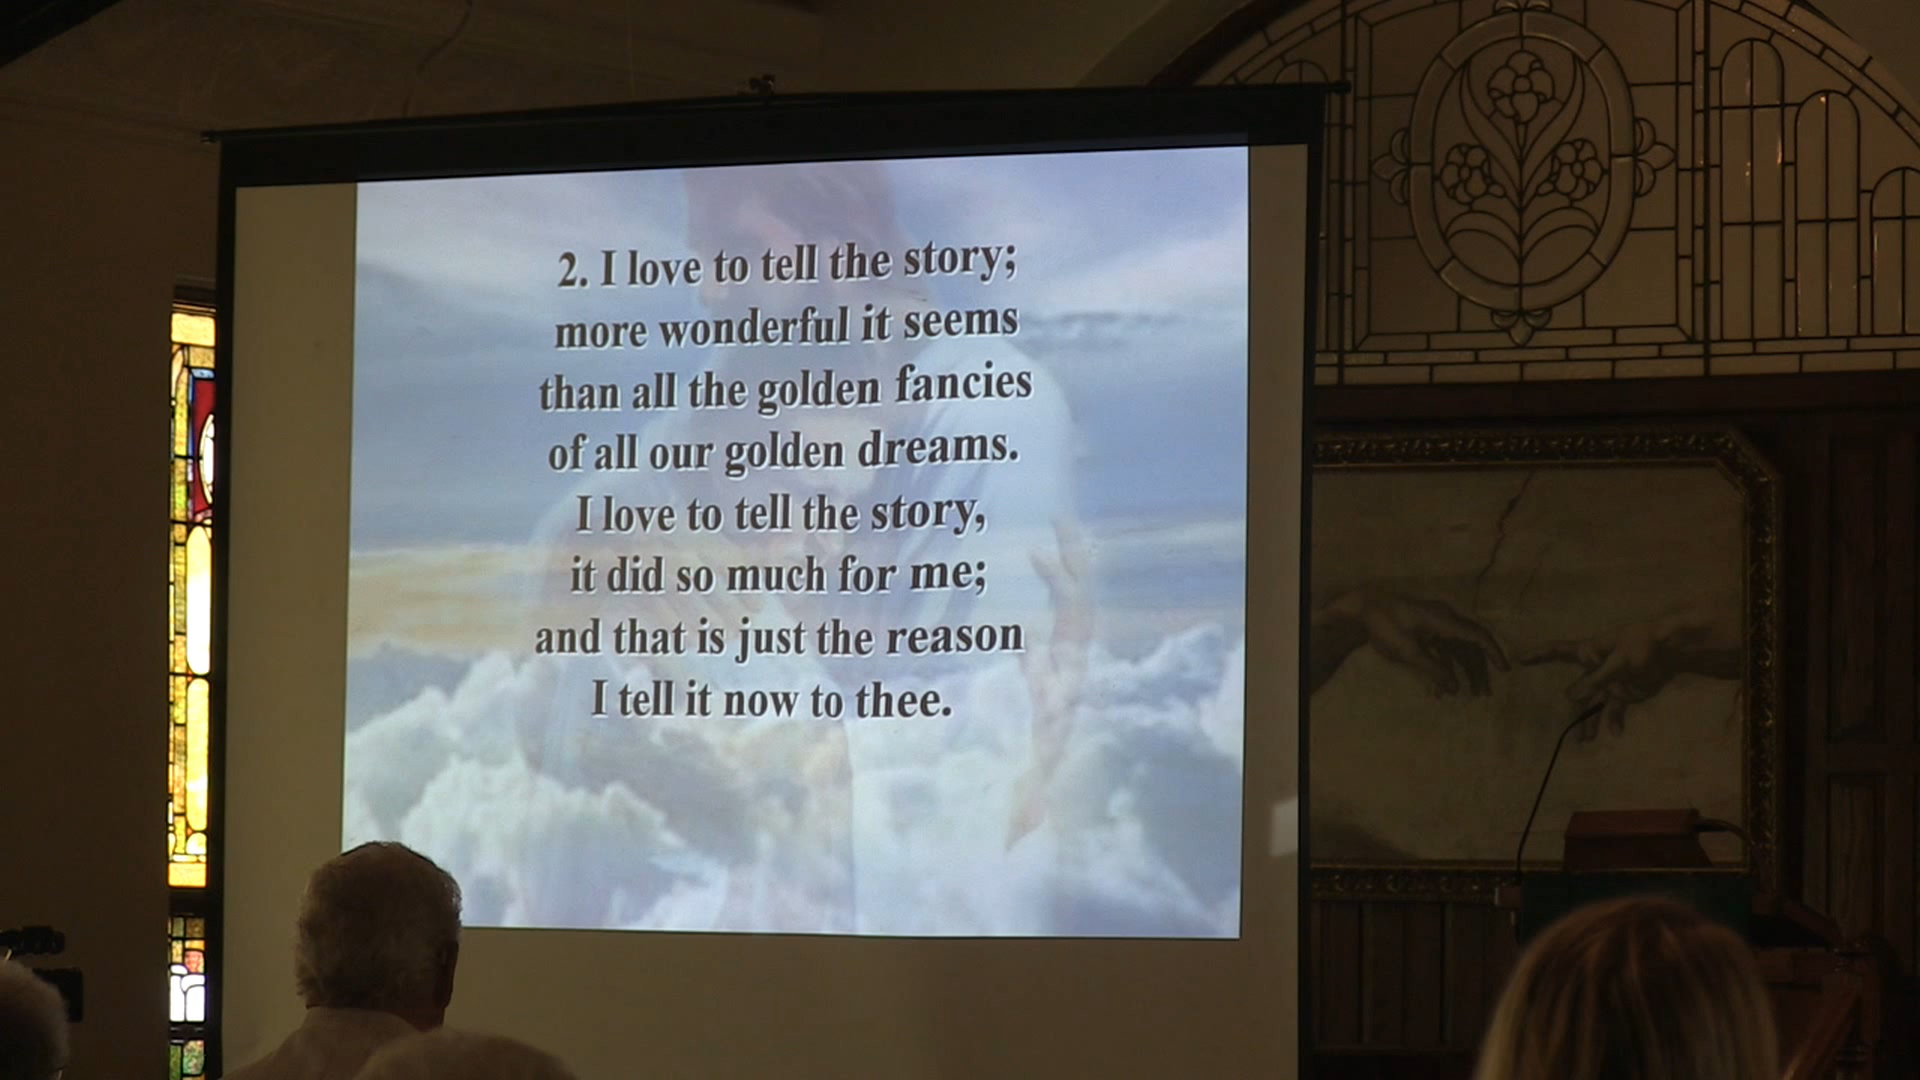 2. I love to tell the story;
more wonderful it seems
than all the golden fancies
of all our golden dreams.
I love to tell the story,
it did so much for me;
and that is just the reason
I tell it now to thee.